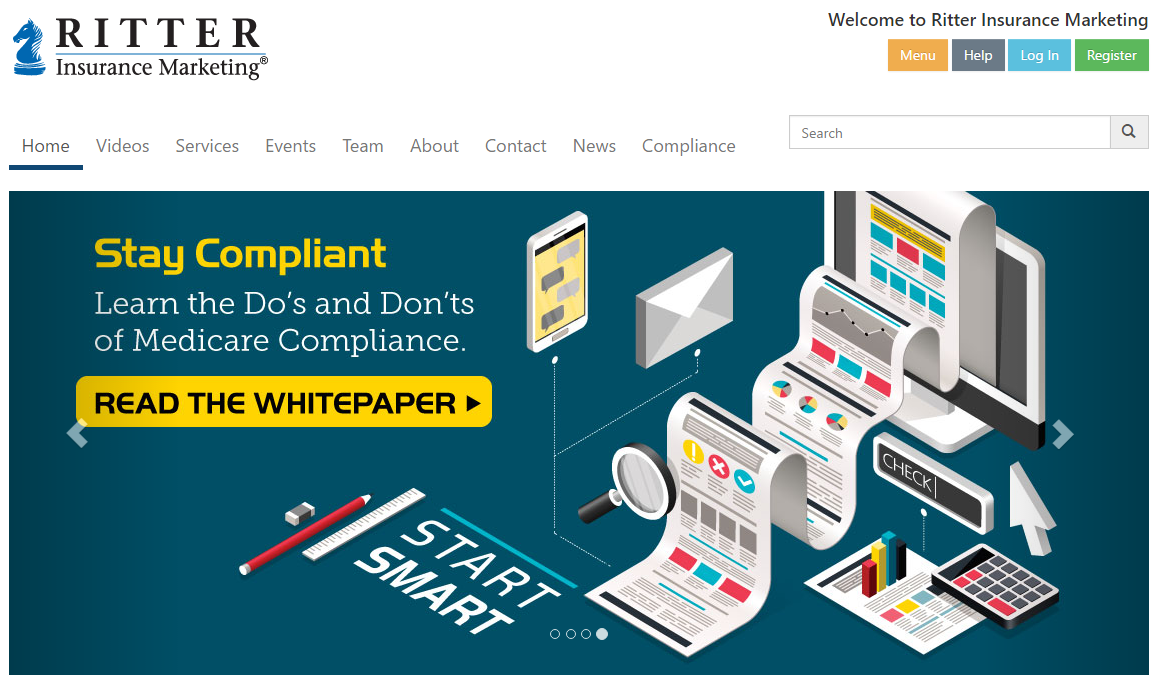 RITTER
Insurance Marketing®
Welcome to Ritter Insurance Marketing
Menu
Help
Log In
Register
Search
Home
Videos
Services
Events
Team
About
Contact
News
Compliance
Stay Compliant
Learn the Do's and Don'ts
of Medicare Compliance.
READ THE WHITEPAPER
CHECK
START
SMART